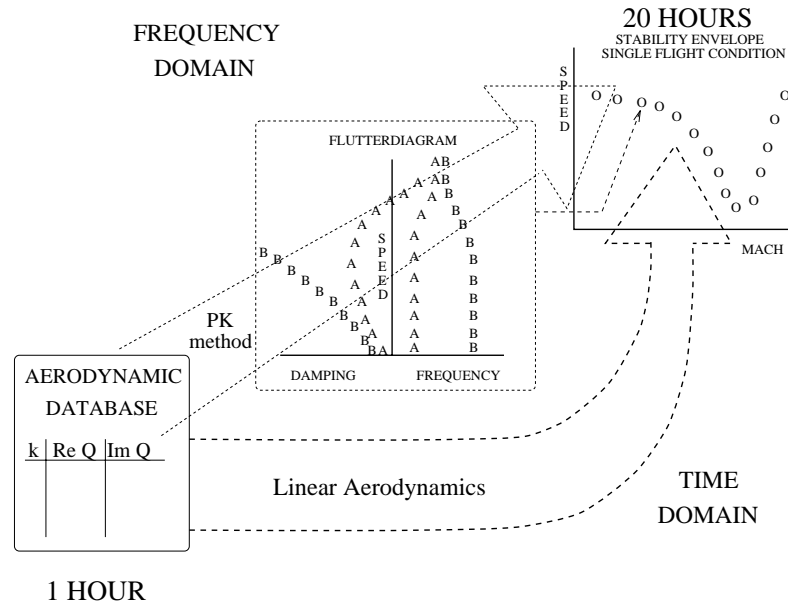 FREQUENCY
DOMAIN
20 HOURS
STABILITY ENVELOPE
SINGLE FLIGHT CONDITION
SPEED
O O O O O O O O O O O O O O
MACH
FLUTTERDIAGRAM
SPEED
A A A A A A A A A A A A A A A A A A A A A A A
B B B B B B B B B B B B B B B B B B B
DAMPING
FREQUENCY
PK
method
AERODYNAMIC
DATABASE
k Re Q Im Q
1 HOUR
Linear Aerodynamics
TIME
DOMAIN